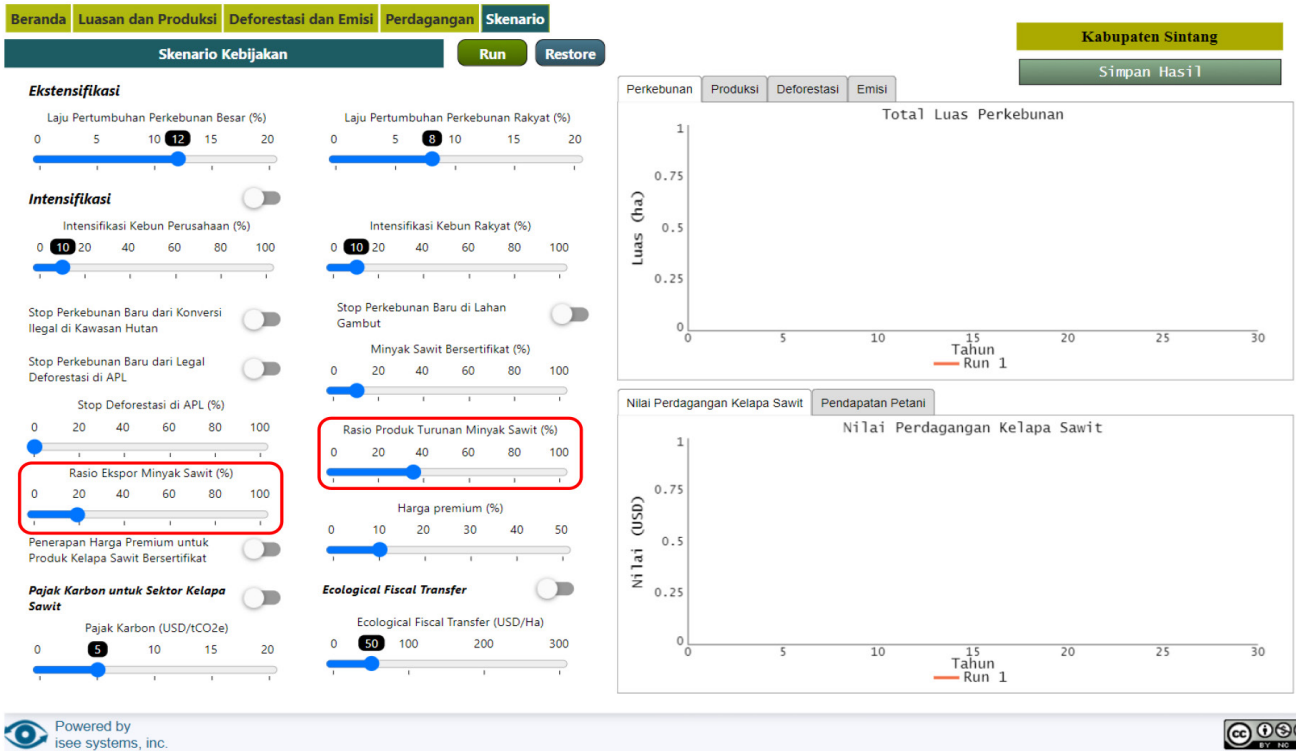 Beranda Luasan dan Produksi Deforestasi dan Emisi Perdagangan Skenario
Skenario Kebijakan
Run
Restore
Kabupaten Sintang
Simpan Hasil
Ekstensifikasi
Laju Pertumbuhan Perkebunan Besar (%)
0 5 10 12 15 20
Laju Pertumbuhan Perkebunan Rakyat (%)
0 5 8 10 15 20
Intensifikasi
Intensifikasi Kebun Perusahaan (%)
0 10 20 40 60 80 100
Intensifikasi Kebun Rakyat (%)
0 10 20 40 60 80 100
Stop Perkebunan Baru dari Konversi
Ilegal di Kawasan Hutan
Stop Perkebunan Baru di Lahan
Gambut
Stop Perkebunan Baru dari Legal
Deforestasi di APL
Minyak Sawit Bersertifikat (%)
0 20 40 60 80 100
Stop Deforestasi di APL (%)
0 20 40 60 80 100
Rasio Produk Turunan Minyak Sawit (%)
0 20 40 60 80 100
Rasio Ekspor Minyak Sawit (%)
0 20 40 60 80 100
Harga premium (%)
0 10 20 30 40 50
Penerapan Harga Premium untuk
Produk Kelapa Sawit Bersertifikat
Pajak Karbon untuk Sektor Kelapa
Sawit
Ecological Fiscal Transfer
Pajak Karbon (USD/tCO2e)
0 5 10 15 20
Ecological Fiscal Transfer (USD/Ha)
0 50 100 200 300
Perkebunan Produksi Deforestasi Emisi
Total Luas Perkebunan
Luas (ha)
1
0.75
0.5
0.25
0
0 5 10 15 20 25 30
Tahun
Run 1
Nilai Perdagangan Kelapa Sawit Pendapatan Petani
Nilai Perdagangan Kelapa Sawit
Nilai (USD)
1
0.75
0.5
0.25
0
0 5 10 15 20 25 30
Tahun
Run 1
Powered by
isee systems, inc.
cc
BY NC